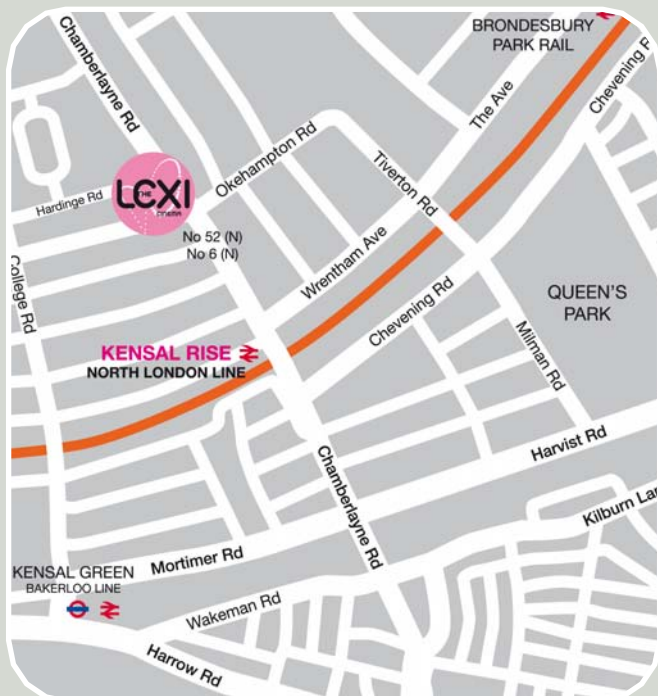 BRONDESBURY
PARK RAIL
Chamberlayne Rd
The Ave
Chevening R
Okehampton Rd
Tiverton Rd
THE
LEXI
CINEMA
Hardinge Rd
No 52 (N)
No 6 (N)
College Rd
Wrentham Ave
Chevening Rd
QUEEN'S
PARK
KENSAL RISE
NORTH LONDON LINE
Milman Rd
Harvist Rd
Chamberlayne Rd
Kilburn Lan
Mortimer Rd
KENSAL GREEN
BAKERLOO LINE
Wakeman Rd
Harrow Rd